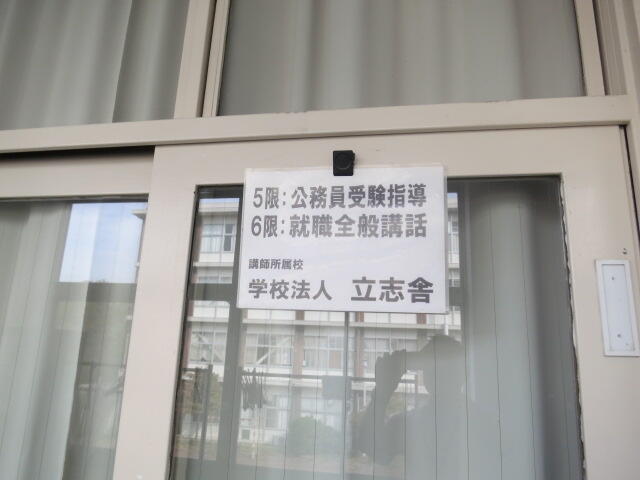 5限：公務員受験指導
6限：就職全般講話
講師所属校
学校法人 立志舎